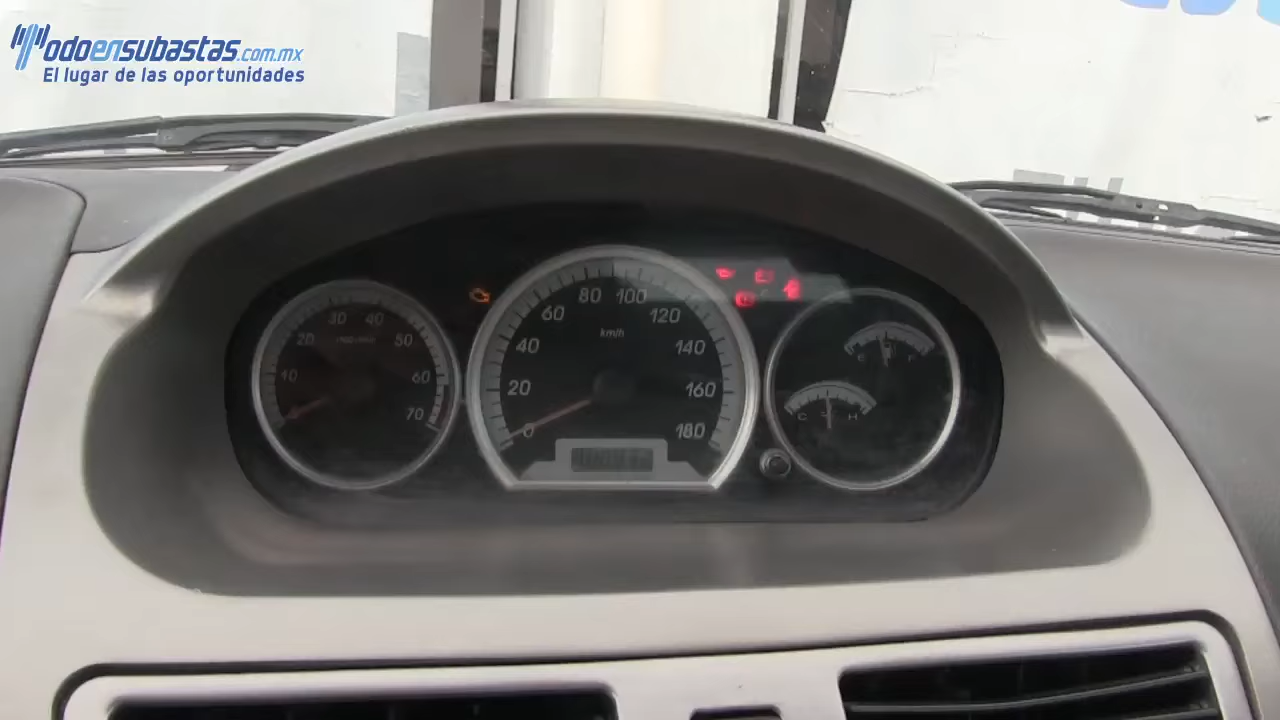 Todoensubastas.com.mx
El lugar de las oportunidades
80 100
60 120
40 140
20 160
0 180
km/h
30 40
20 50
10 60
70
E F
C H